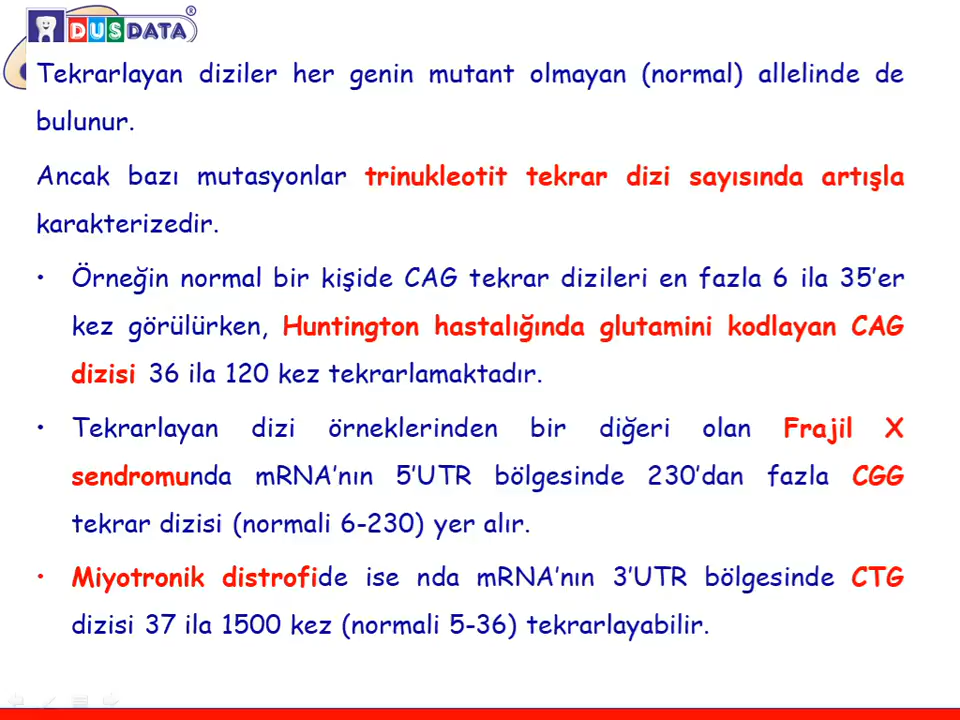 DUSDATA ®
Tekrarlayan diziler her genin mutant olmayan (normal) allelinde de
bulunur.
Ancak bazı mutasyonlar trinukleotit tekrar dizi sayısında artışla
karakterizedir.
• Örneğin normal bir kişide CAG tekrar dizileri en fazla 6 ila 35’er
kez görülürken, Huntington hastalığında glutamini kodlayan CAG
dizisi 36 ila 120 kez tekrarlamaktadır.
• Tekrarlayan dizi örneklerinden bir diğeri olan Frajil X
sendromunda mRNA’nın 5’UTR bölgesinde 230’dan fazla CGG
tekrar dizisi (normali 6-230) yer alır.
• Miyotronik distrofide ise nda mRNA’nın 3’UTR bölgesinde CTG
dizisi 37 ila 1500 kez (normali 5-36) tekrarlayabilir.